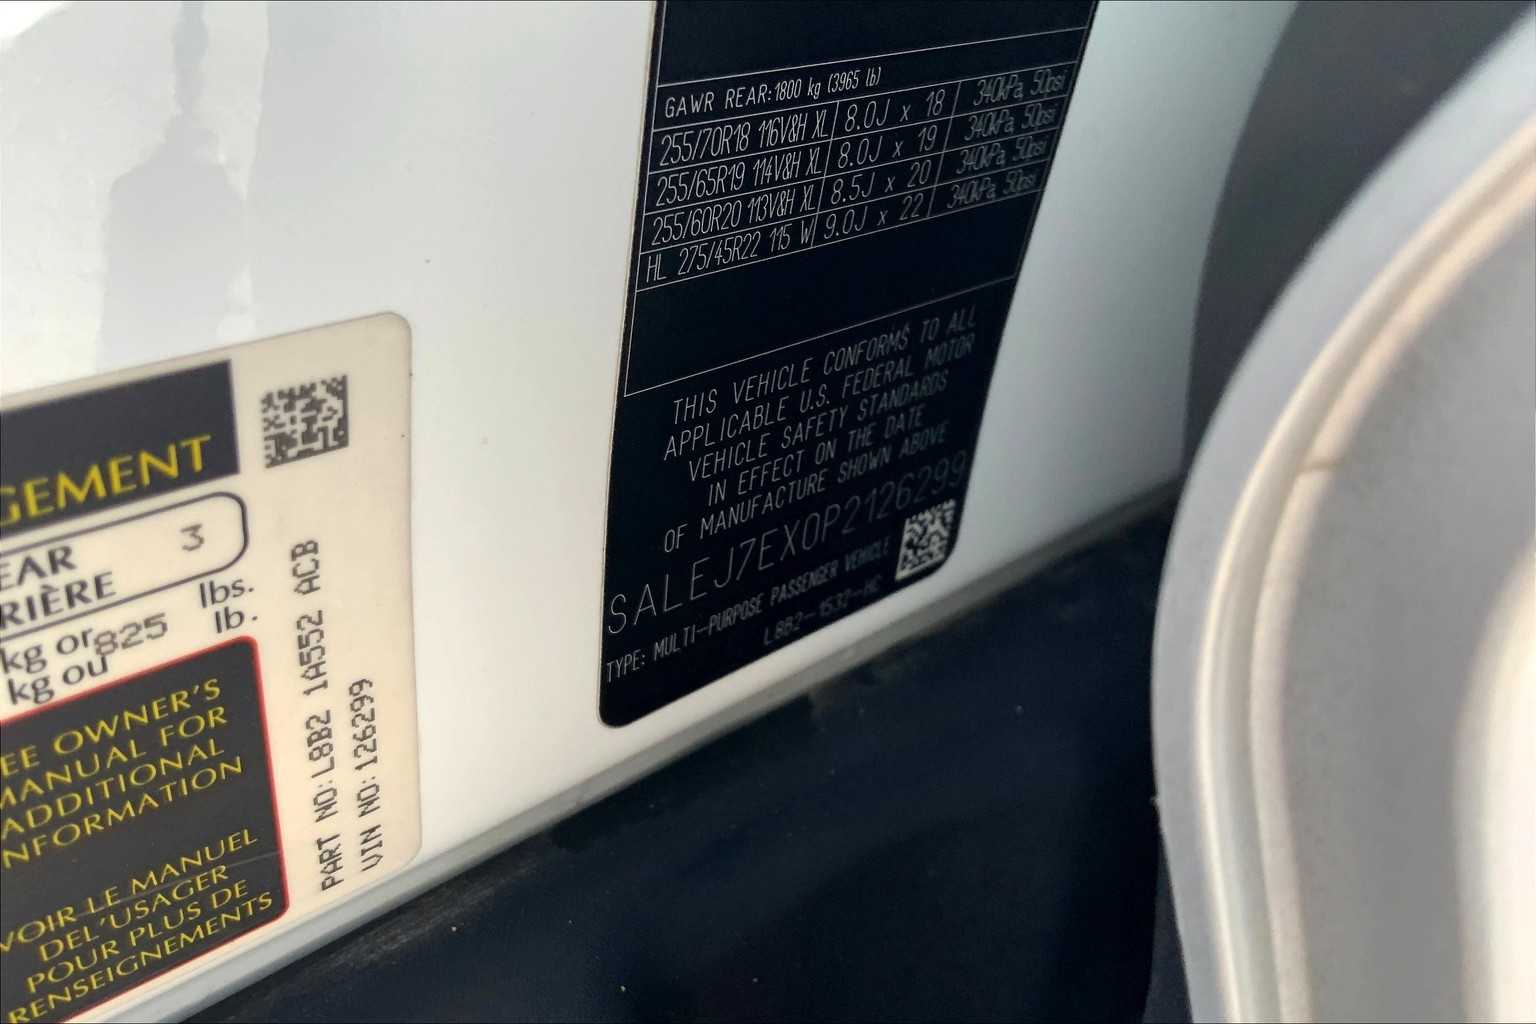 GEMENT
EAR 3
RIÈRE
kg or 825 lbs.
kg ou lb.
EE OWNER'S
MANUAL FOR
ADDITIONAL
NFORMATION
VOIR LE MANUEL
DEL'USAGER
POUR PLUS DE
RENSEIGNEMENTS
PART NO: L8B2 1A552 ACB
VIN NO: 126299
GAWR REAR: 1800 kg (3965 lb)
255/70R18 116V&H XL 8.0J x 18 340kPa, 50psi
255/65R19 114V&H XL 8.0J x 19 340kPa, 50psi
255/60R20 113V&H XL 8.5J x 20 340kPa, 50psi
HL 275/45R22 115 W 9.0J x 22 340kPa, 50psi
THIS VEHICLE CONFORMS TO ALL
APPLICABLE U.S. FEDERAL MOTOR
VEHICLE SAFETY STANDARDS
IN EFFECT ON THE DATE
OF MANUFACTURE SHOWN ABOVE
SALEJ7EX0P2126299
TYPE: MULTI-PURPOSE PASSENGER VEHICLE
L8B2-1532-HC